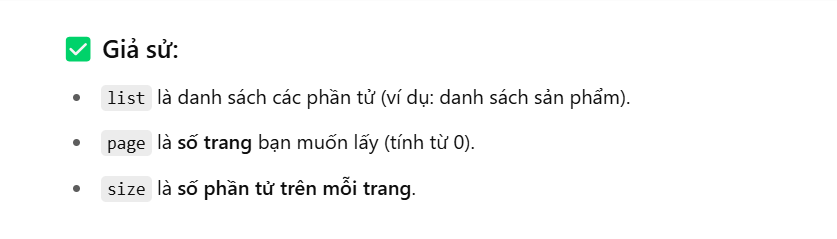 Giả sử:
list là danh sách các phần tử (ví dụ: danh sách sản phẩm).
page là số trang bạn muốn lấy (tính từ 0).
size là số phần tử trên mỗi trang.